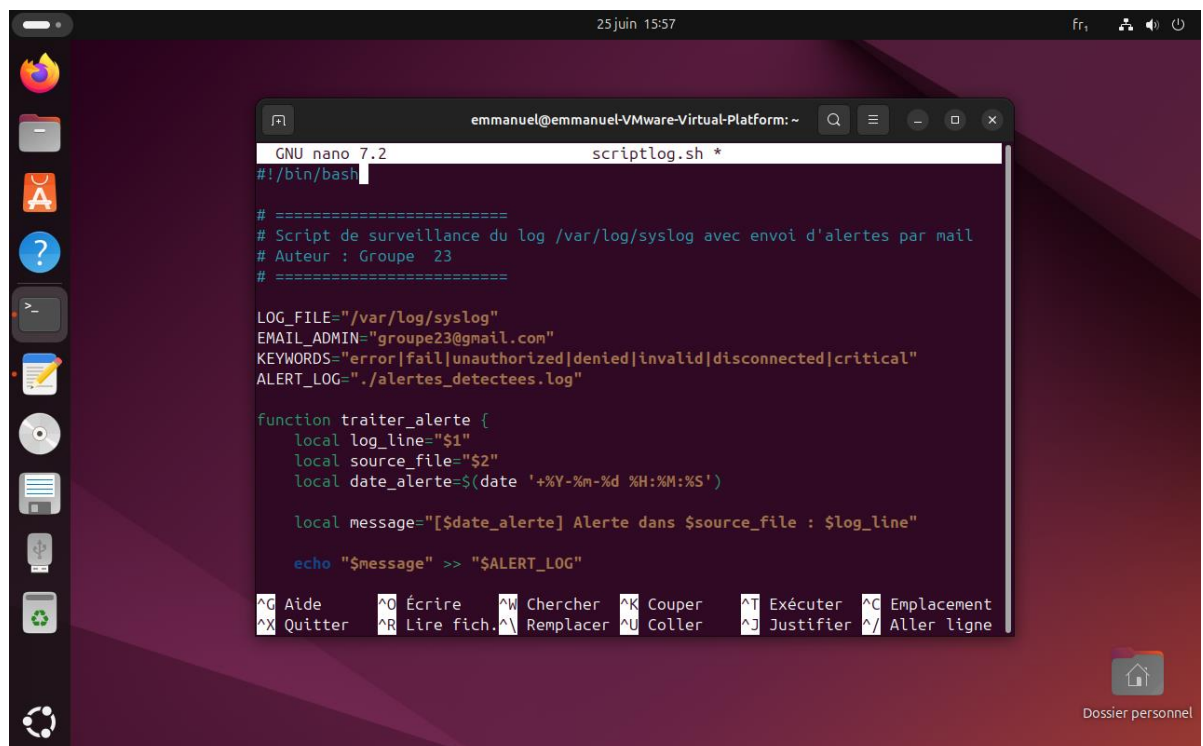 25 juin 15:57
fr₁
emmanuel@emmanuel-VMware-Virtual-Platform: ~
GNU nano 7.2 scriptlog.sh *
#!/bin/bash
# =========================
# Script de surveillance du log /var/log/syslog avec envoi d'alertes par mail
# Auteur : Groupe  23
# =========================
LOG_FILE="/var/log/syslog"
EMAIL_ADMIN="groupe23@gmail.com"
KEYWORDS="error|fail|unauthorized|denied|invalid|disconnected|critical"
ALERT_LOG="./alertes_detectees.log"
function traiter_alerte {
    local log_line="$1"
    local source_file="$2"
    local date_alerte=$(date '+%Y-%m-%d %H:%M:%S')
    local message="[$date_alerte] Alerte dans $source_file : $log_line"
    echo "$message" >> "$ALERT_LOG"
^G Aide ^O Écrire ^W Chercher ^K Couper ^T Exécuter ^C Emplacement
^X Quitter ^R Lire fich. ^\ Remplacer ^U Coller ^J Justifier ^/ Aller ligne
Dossier personnel